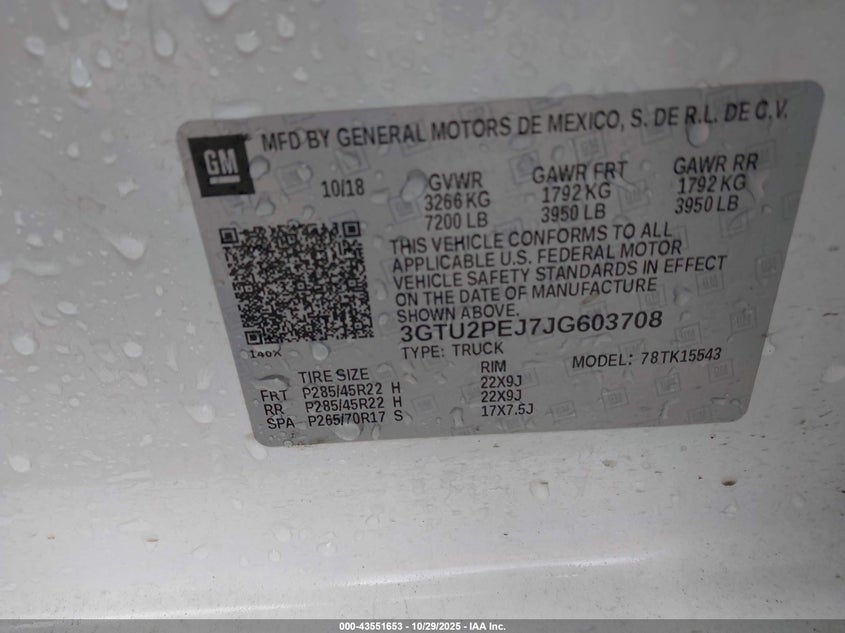 GM
MFD BY GENERAL MOTORS DE MEXICO, S. DE R.L. DE C.V.
10/18 GVWR GAWR FRT GAWR RR
3266 KG 1792 KG 1792 KG
7200 LB 3950 LB 3950 LB
THIS VEHICLE CONFORMS TO ALL
APPLICABLE U.S. FEDERAL MOTOR
VEHICLE SAFETY STANDARDS IN EFFECT
ON THE DATE OF MANUFACTURE
SHOWN ABOVE.
3GTU2PEJ7JG603708
140X TYPE: TRUCK MODEL: 78TK15543
TIRE SIZE RIM
FRT P285/45R22 H 22X9J
RR P285/45R22 H 22X9J
SPA P265/70R17 S 17X7.5J
000-43551653 - 10/29/2025 - IAA Inc.